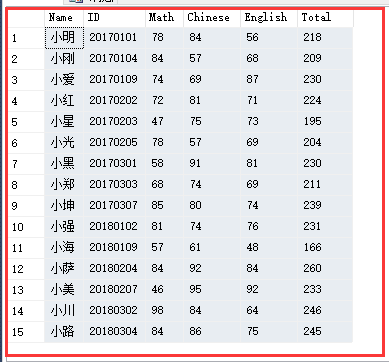 Name ID Math Chinese English Total
1 小明 20170101 78 84 56 218
2 小刚 20170104 84 57 68 209
3 小爱 20170109 74 69 87 230
4 小红 20170202 72 81 71 224
5 小星 20170203 47 75 73 195
6 小光 20170205 78 57 69 204
7 小黑 20170301 58 91 81 230
8 小郑 20170303 68 74 69 211
9 小坤 20170307 85 80 74 239
10 小强 20180102 81 74 76 231
11 小海 20180109 57 61 48 166
12 小萨 20180204 84 92 84 260
13 小美 20180207 46 95 92 233
14 小川 20180302 98 84 64 246
15 小路 20180304 84 86 75 245